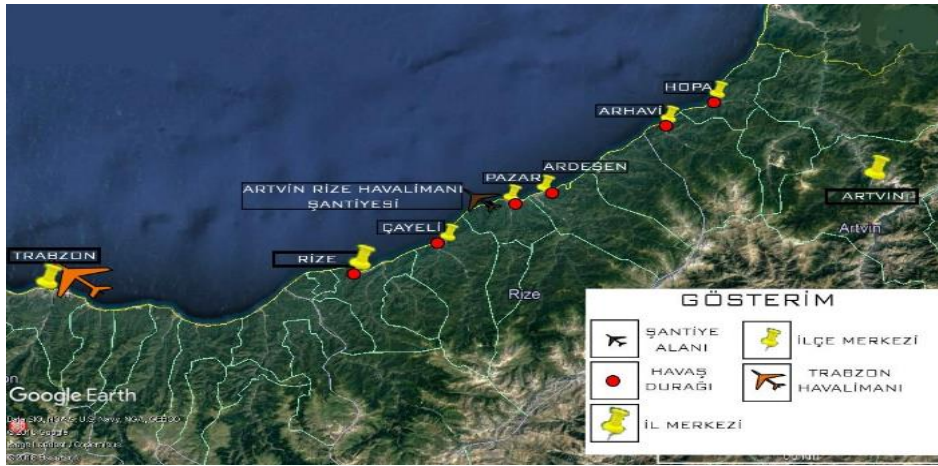 HOPA
ARHAVİ
ARDEŞEN
PAZAR
ARTVİN RİZE HAVALİMANI
ŞANTİYESİ
ARTVİN
Artvin
ÇAYELİ
TRABZON
RİZE
Rize
GÖSTERİM
ŞANTİYE
ALANI
İLÇE MERKEZİ
HAVAŞ
DURAĞI
TRABZON
HAVALİMANI
İL MERKEZİ
Google Earth